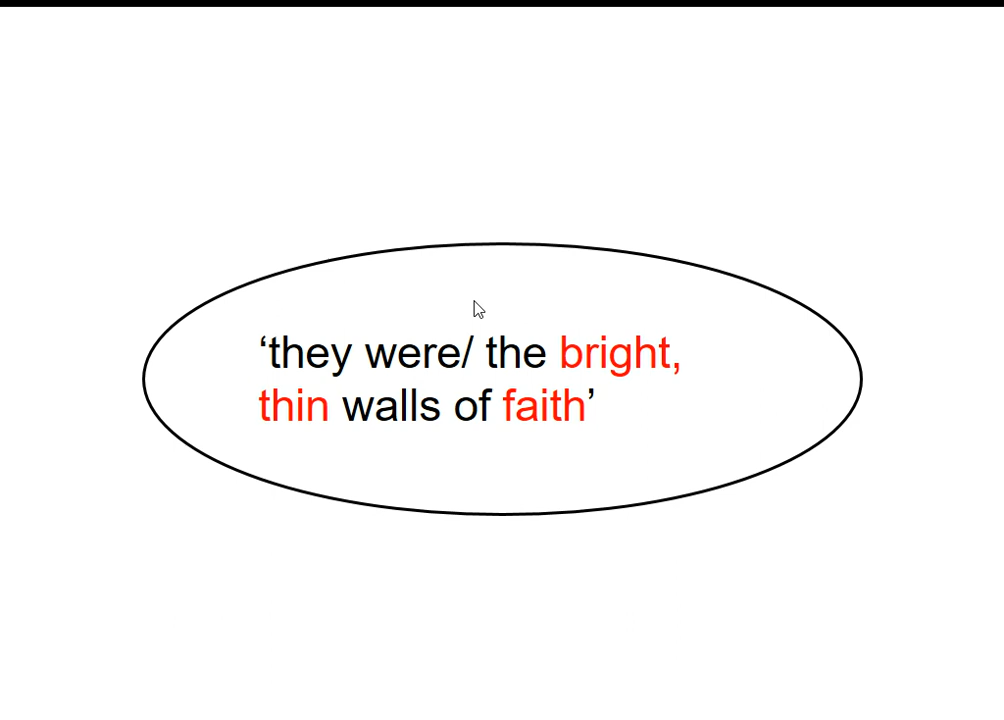 ‘they were/ the bright,
thin walls of faith’